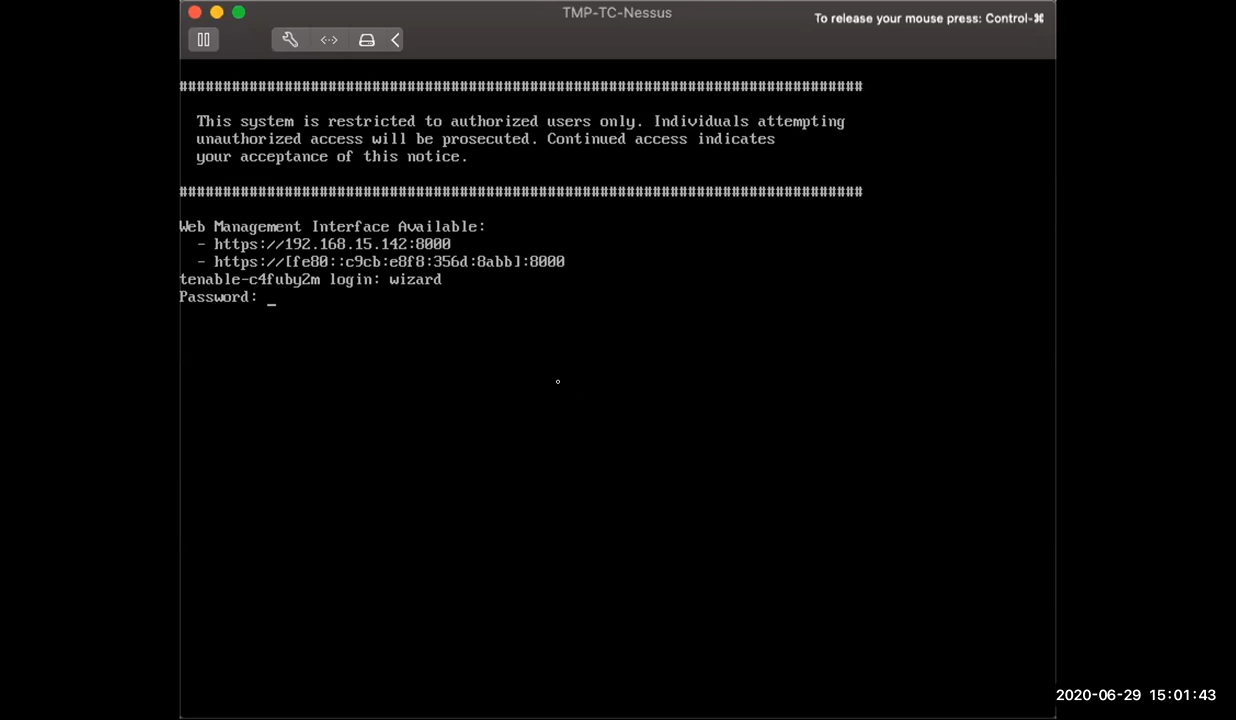 TMP-TC-Nessus
To release your mouse press: Control-⌘
##############################################################################
This system is restricted to authorized users only. Individuals attempting
unauthorized access will be prosecuted. Continued access indicates
your acceptance of this notice.
##############################################################################
Web Management Interface Available:
- https://192.168.15.142:8000
- https://[fe80::c9cb:e8f8:356d:8abb]:8000
tenable-c4fuby2m login: wizard
Password: _
2020-06-29 15:01:43